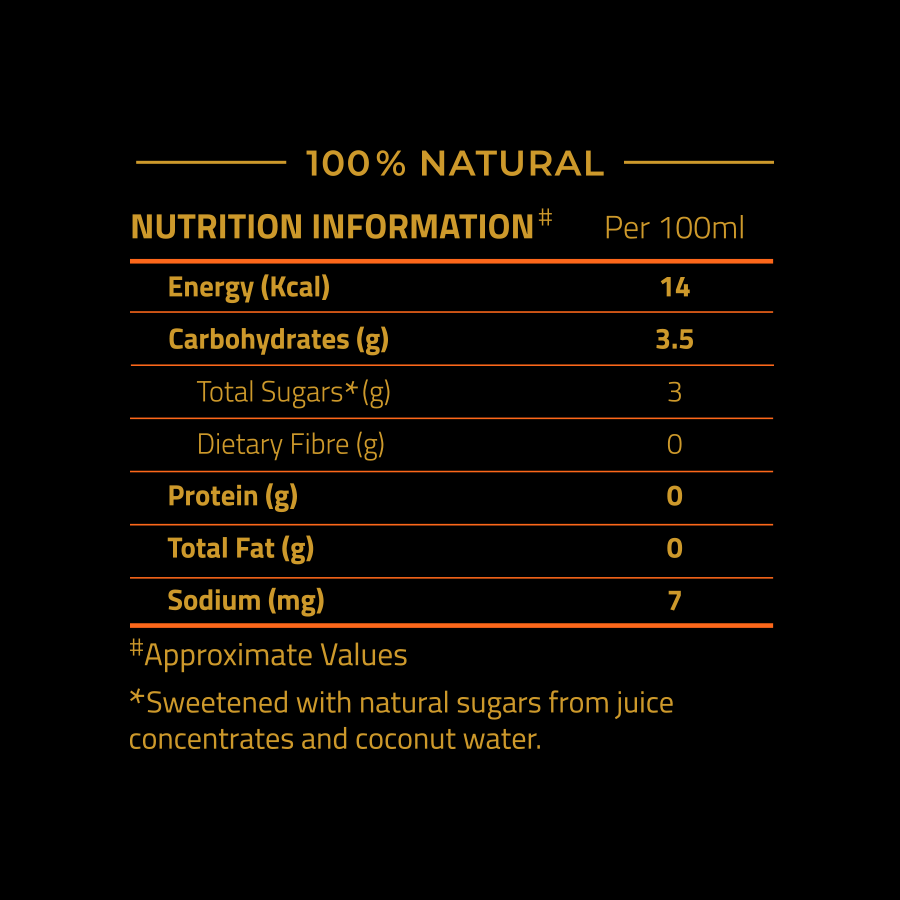 100% NATURAL
NUTRITION INFORMATION# Per 100ml
Energy (Kcal) 14
Carbohydrates (g) 3.5
Total Sugars* (g) 3
Dietary Fibre (g) 0
Protein (g) 0
Total Fat (g) 0
Sodium (mg) 7
#Approximate Values
*Sweetened with natural sugars from juice
concentrates and coconut water.